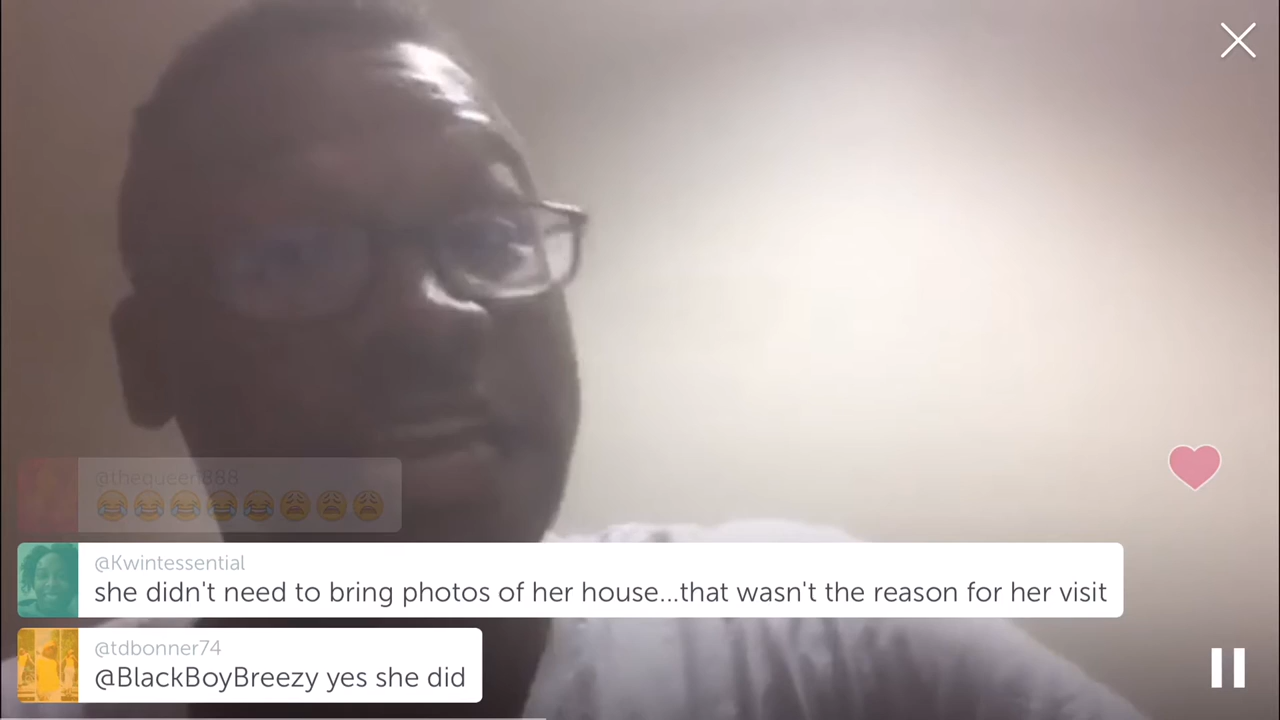 @thequeen888
😂😂😂😂😂😩😩😩
@Kwintessential
she didn't need to bring photos of her house...that wasn't the reason for her visit
@tdbonner74
@BlackBoyBreezy yes she did